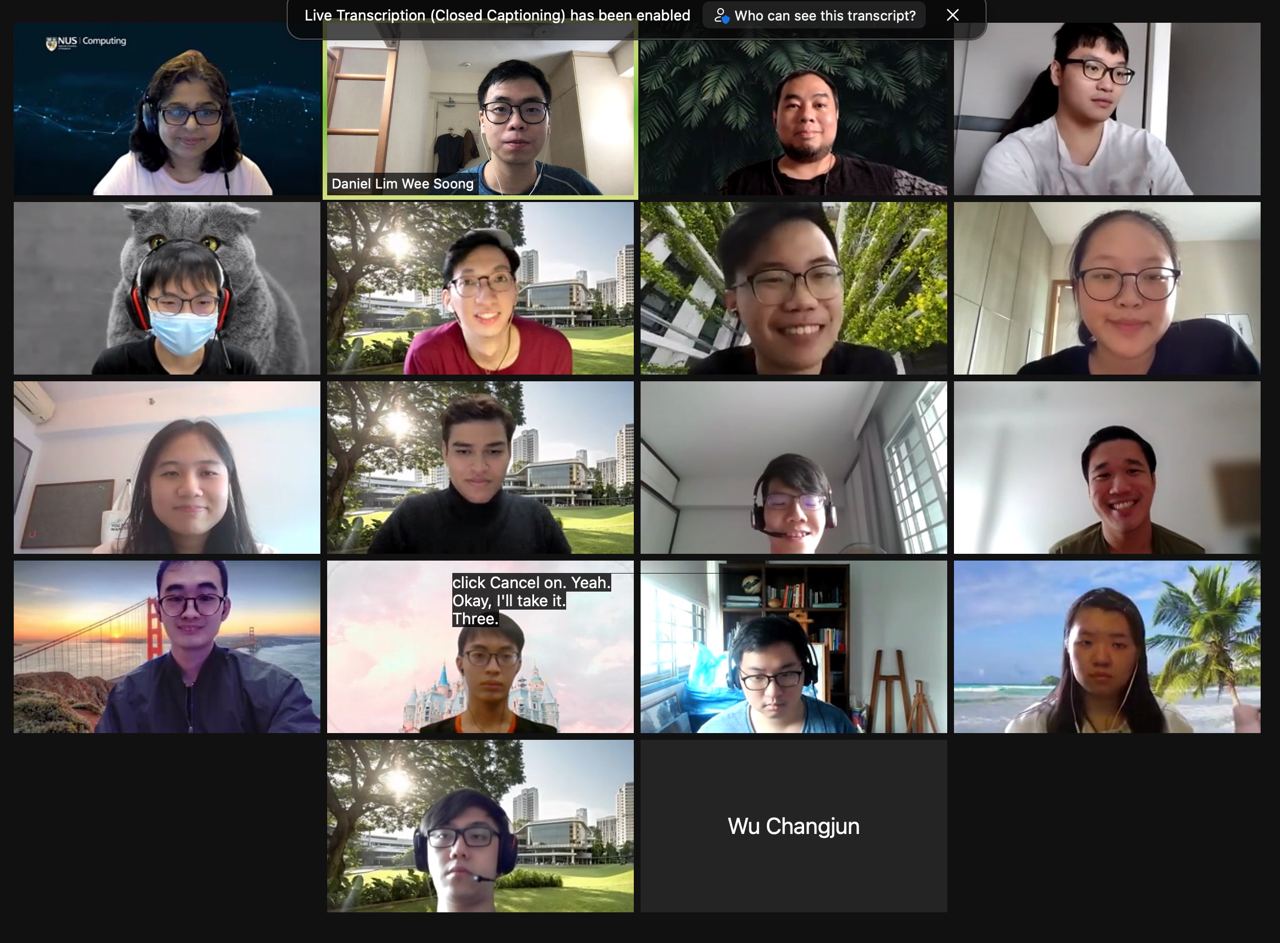 Live Transcription (Closed Captioning) has been enabled
Who can see this transcript?
NUS Computing
Daniel Lim Wee Soong
click Cancel on. Yeah.
Okay, I'll take it.
Three.
Wu Changjun